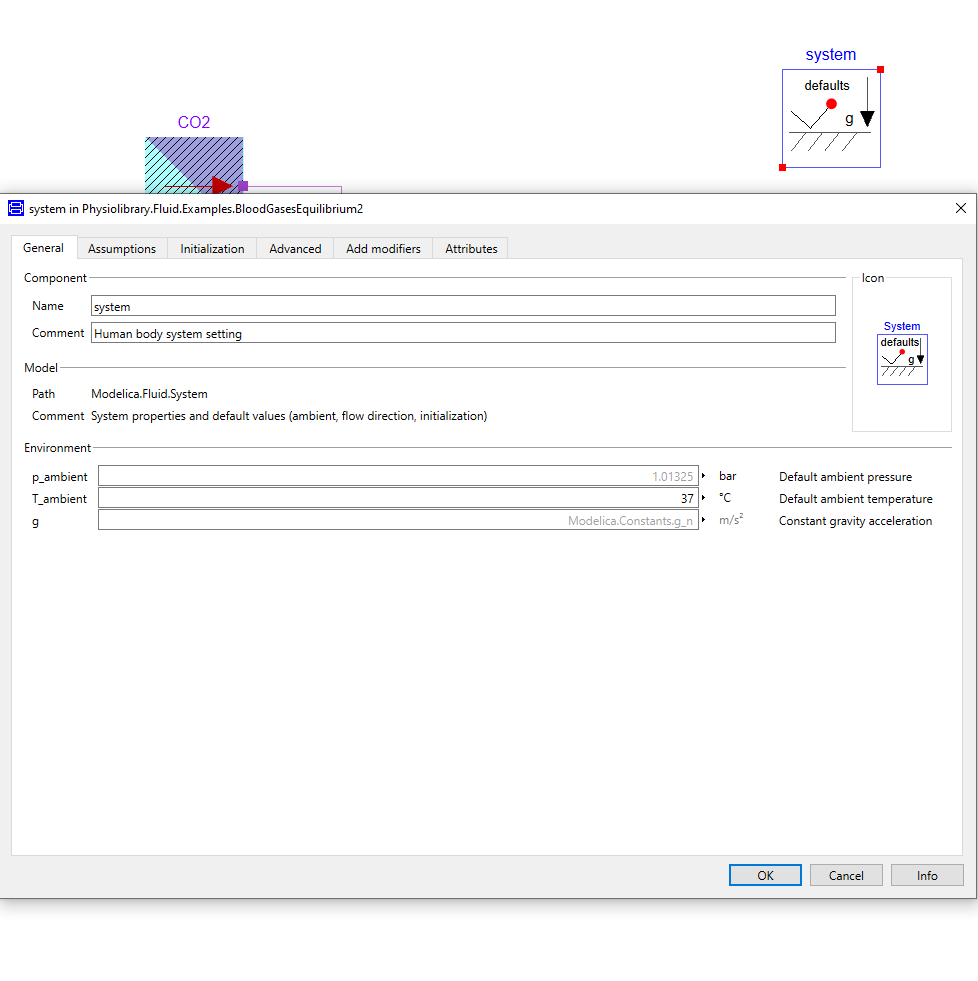 system
defaults
g
CO2
system in Physiolibrary.Fluid.Examples.BloodGasesEquilibrium2
General Assumptions Initialization Advanced Add modifiers Attributes
Component
Icon
Name system
Comment Human body system setting
System
defaults
g
Model
Path Modelica.Fluid.System
Comment System properties and default values (ambient, flow direction, initialization)
Environment
p_ambient 1.01325 bar Default ambient pressure
T_ambient 37 °C Default ambient temperature
g Modelica.Constants.g_n m/s² Constant gravity acceleration
OK Cancel Info